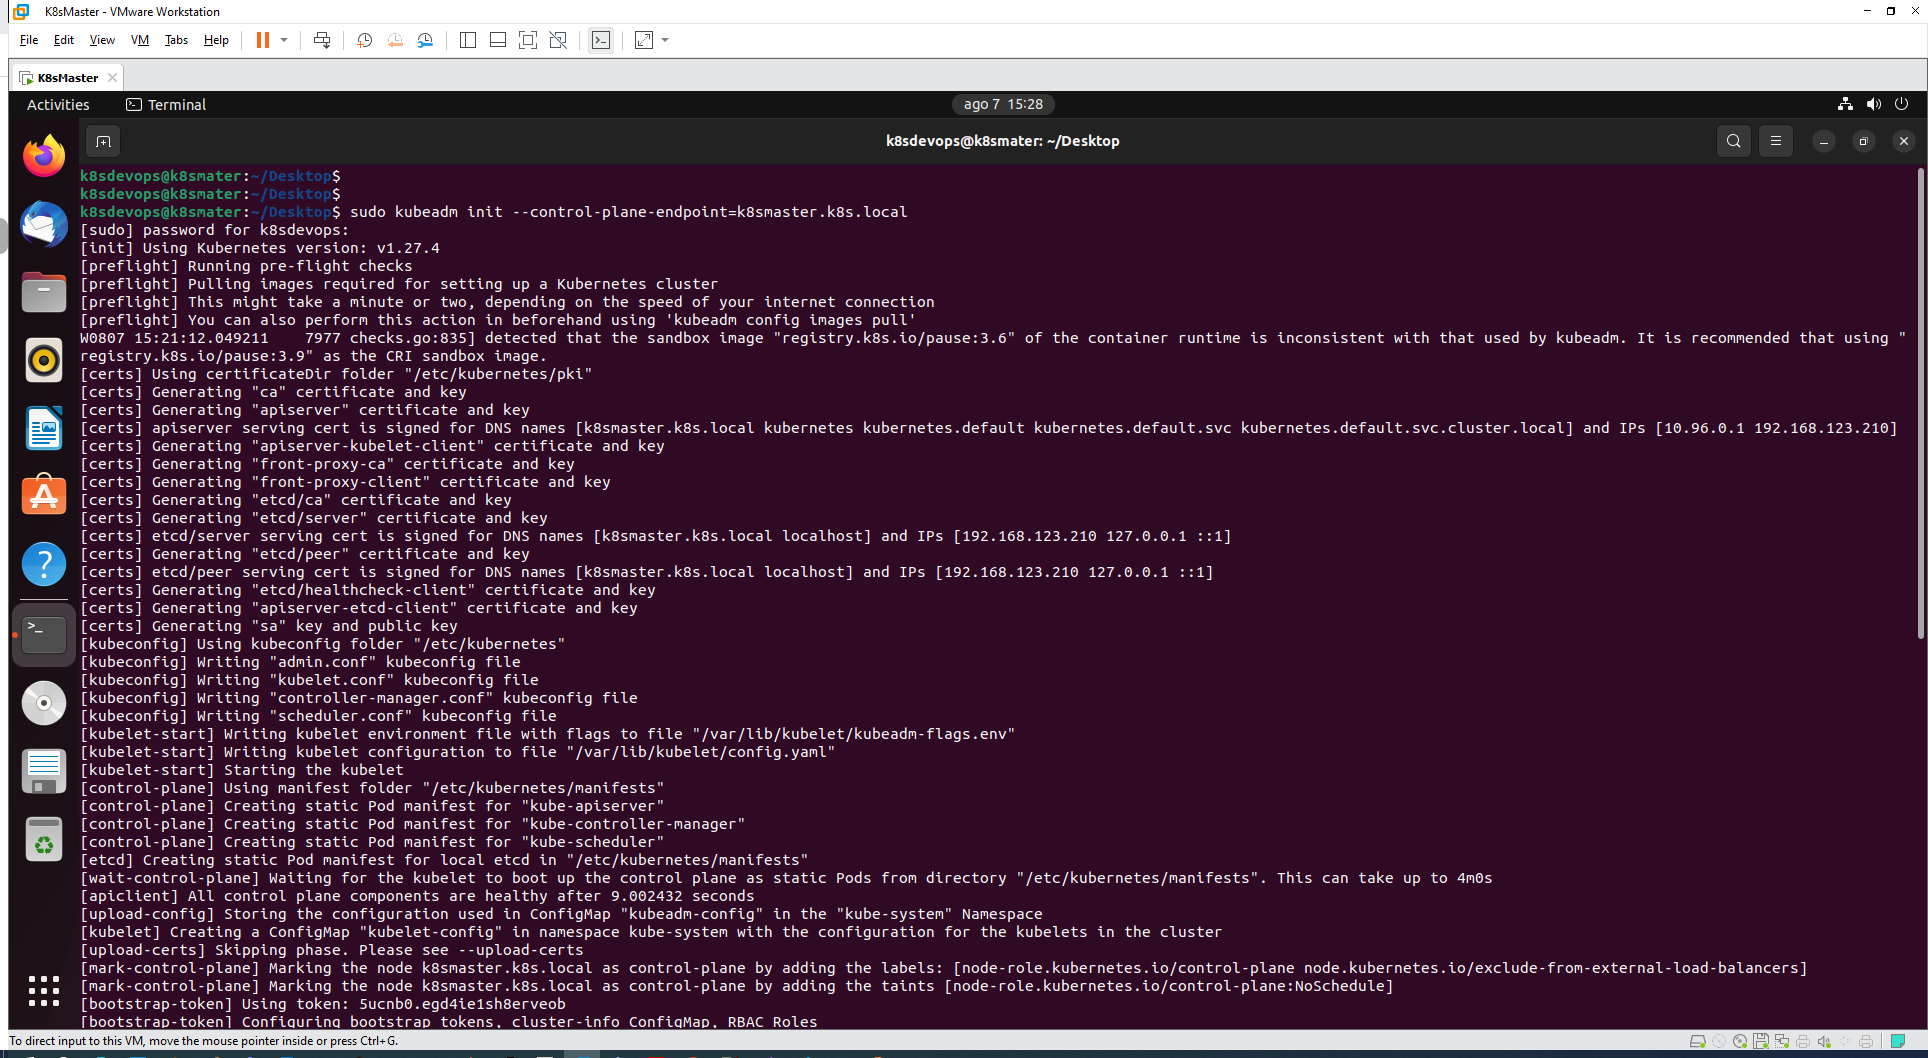 K8sMaster - VMware Workstation
File Edit View VM Tabs Help
K8sMaster
Activities Terminal ago 7 15:28
k8sdevops@k8smater: ~/Desktop
k8sdevops@k8smater:~/Desktop$
k8sdevops@k8smater:~/Desktop$
k8sdevops@k8smater:~/Desktop$ sudo kubeadm init --control-plane-endpoint=k8smaster.k8s.local
[sudo] password for k8sdevops:
[init] Using Kubernetes version: v1.27.4
[preflight] Running pre-flight checks
[preflight] Pulling images required for setting up a Kubernetes cluster
[preflight] This might take a minute or two, depending on the speed of your internet connection
[preflight] You can also perform this action in beforehand using 'kubeadm config images pull'
W0807 15:21:12.049211    7977 checks.go:835] detected that the sandbox image "registry.k8s.io/pause:3.6" of the container runtime is inconsistent with that used by kubeadm. It is recommended that using "
registry.k8s.io/pause:3.9" as the CRI sandbox image.
[certs] Using certificateDir folder "/etc/kubernetes/pki"
[certs] Generating "ca" certificate and key
[certs] Generating "apiserver" certificate and key
[certs] apiserver serving cert is signed for DNS names [k8smaster.k8s.local kubernetes kubernetes.default kubernetes.default.svc kubernetes.default.svc.cluster.local] and IPs [10.96.0.1 192.168.123.210]
[certs] Generating "apiserver-kubelet-client" certificate and key
[certs] Generating "front-proxy-ca" certificate and key
[certs] Generating "front-proxy-client" certificate and key
[certs] Generating "etcd/ca" certificate and key
[certs] Generating "etcd/server" certificate and key
[certs] etcd/server serving cert is signed for DNS names [k8smaster.k8s.local localhost] and IPs [192.168.123.210 127.0.0.1 ::1]
[certs] Generating "etcd/peer" certificate and key
[certs] etcd/peer serving cert is signed for DNS names [k8smaster.k8s.local localhost] and IPs [192.168.123.210 127.0.0.1 ::1]
[certs] Generating "etcd/healthcheck-client" certificate and key
[certs] Generating "apiserver-etcd-client" certificate and key
[certs] Generating "sa" key and public key
[kubeconfig] Using kubeconfig folder "/etc/kubernetes"
[kubeconfig] Writing "admin.conf" kubeconfig file
[kubeconfig] Writing "kubelet.conf" kubeconfig file
[kubeconfig] Writing "controller-manager.conf" kubeconfig file
[kubeconfig] Writing "scheduler.conf" kubeconfig file
[kubelet-start] Writing kubelet environment file with flags to file "/var/lib/kubelet/kubeadm-flags.env"
[kubelet-start] Writing kubelet configuration to file "/var/lib/kubelet/config.yaml"
[kubelet-start] Starting the kubelet
[control-plane] Using manifest folder "/etc/kubernetes/manifests"
[control-plane] Creating static Pod manifest for "kube-apiserver"
[control-plane] Creating static Pod manifest for "kube-controller-manager"
[control-plane] Creating static Pod manifest for "kube-scheduler"
[etcd] Creating static Pod manifest for local etcd in "/etc/kubernetes/manifests"
[wait-control-plane] Waiting for the kubelet to boot up the control plane as static Pods from directory "/etc/kubernetes/manifests". This can take up to 4m0s
[apiclient] All control plane components are healthy after 9.002432 seconds
[upload-config] Storing the configuration used in ConfigMap "kubeadm-config" in the "kube-system" Namespace
[kubelet] Creating a ConfigMap "kubelet-config" in namespace kube-system with the configuration for the kubelets in the cluster
[upload-certs] Skipping phase. Please see --upload-certs
[mark-control-plane] Marking the node k8smaster.k8s.local as control-plane by adding the labels: [node-role.kubernetes.io/control-plane node.kubernetes.io/exclude-from-external-load-balancers]
[mark-control-plane] Marking the node k8smaster.k8s.local as control-plane by adding the taints [node-role.kubernetes.io/control-plane:NoSchedule]
[bootstrap-token] Using token: 5ucnb0.egd4ie1sh8erveob
[bootstrap-token] Configuring bootstrap tokens, cluster-info ConfigMap, RBAC Roles
To direct input to this VM, move the mouse pointer inside or press Ctrl+G.